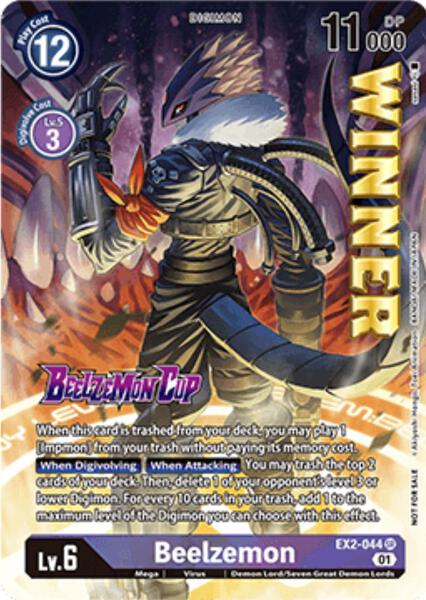 Play Cost
12
DIGIMON
DP
11000
Digivolve Cost
Lv.5
3
WINNER
BEELZEMON CUP
When this card is trashed from your deck, you may play 1
[Impmon] from your trash without paying its memory cost.
When Digivolving When Attacking You may trash the top 2
cards of your deck. Then, delete 1 of your opponent's level 3 or
lower Digimon. For every 10 cards in your trash, add 1 to the
maximum level of the Digimon you can choose with this effect.
NOT FOR SALE
Lv.6
Beelzemon
EX2-044 SR
01
Mega
Virus
Demon Lord/Seven Great Demon Lords